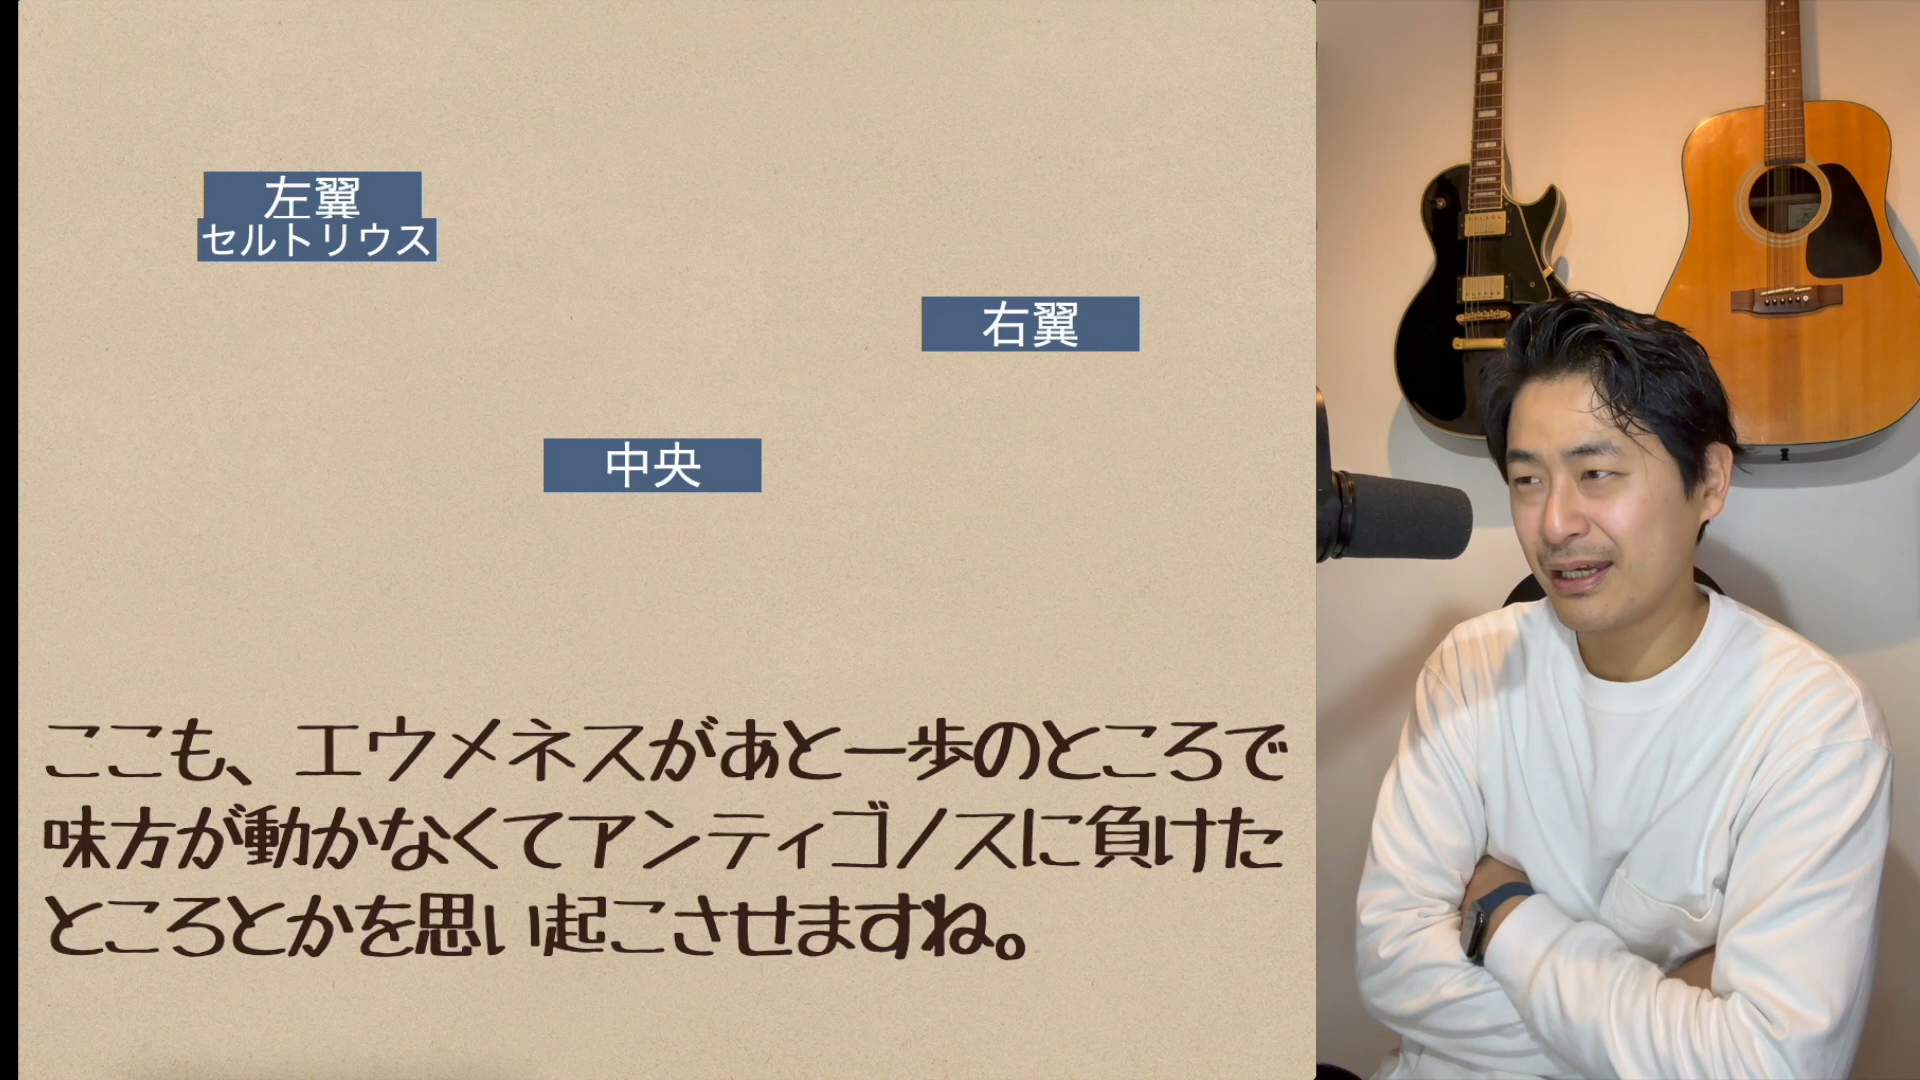 左翼
セルトリウス
右翼
中央
ここも、エウメネスがあと一歩のところで
味方が動かなくてアンティゴノスに負けた
ところとかを思い起こさせますね。